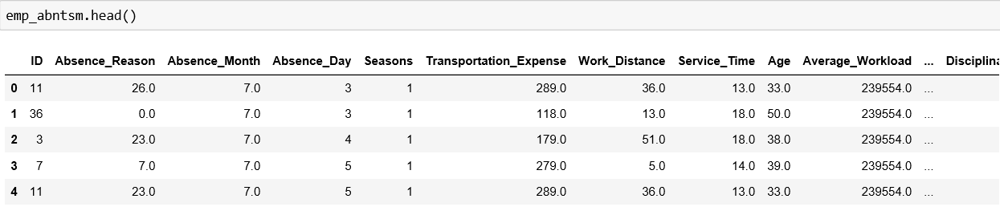 emp_abntsm.head()
ID Absence_Reason Absence_Month Absence_Day Seasons Transportation_Expense Work_Distance Service_Time Age Average_Workload ... Disciplina
0 11 26.0 7.0 3 1 289.0 36.0 13.0 33.0 239554.0 ...
1 36 0.0 7.0 3 1 118.0 13.0 18.0 50.0 239554.0 ...
2 3 23.0 7.0 4 1 179.0 51.0 18.0 38.0 239554.0 ...
3 7 7.0 7.0 5 1 279.0 5.0 14.0 39.0 239554.0 ...
4 11 23.0 7.0 5 1 289.0 36.0 13.0 33.0 239554.0 ...